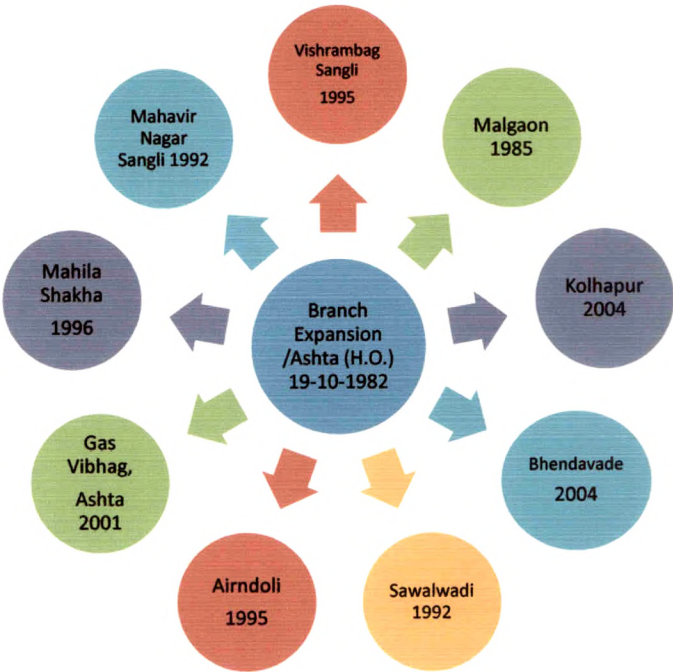 Vishrambag
Sangli
1995
Malgaon
1985
Kolhapur
2004
Bhendavade
2004
Sawalwadi
1992
Airndoli
1995
Gas
Vibhag,
Ashta
2001
Mahila
Shakha
1996
Mahavir
Nagar
Sangli 1992
Branch
Expansion
/Ashta (H.O.)
19-10-1982